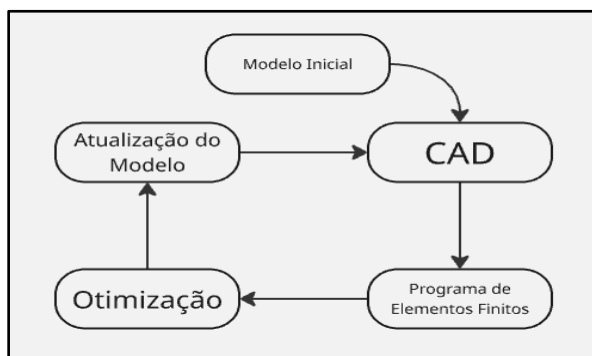 Modelo Inicial
Atualização do
Modelo
CAD
Otimização
Programa de
Elementos Finitos